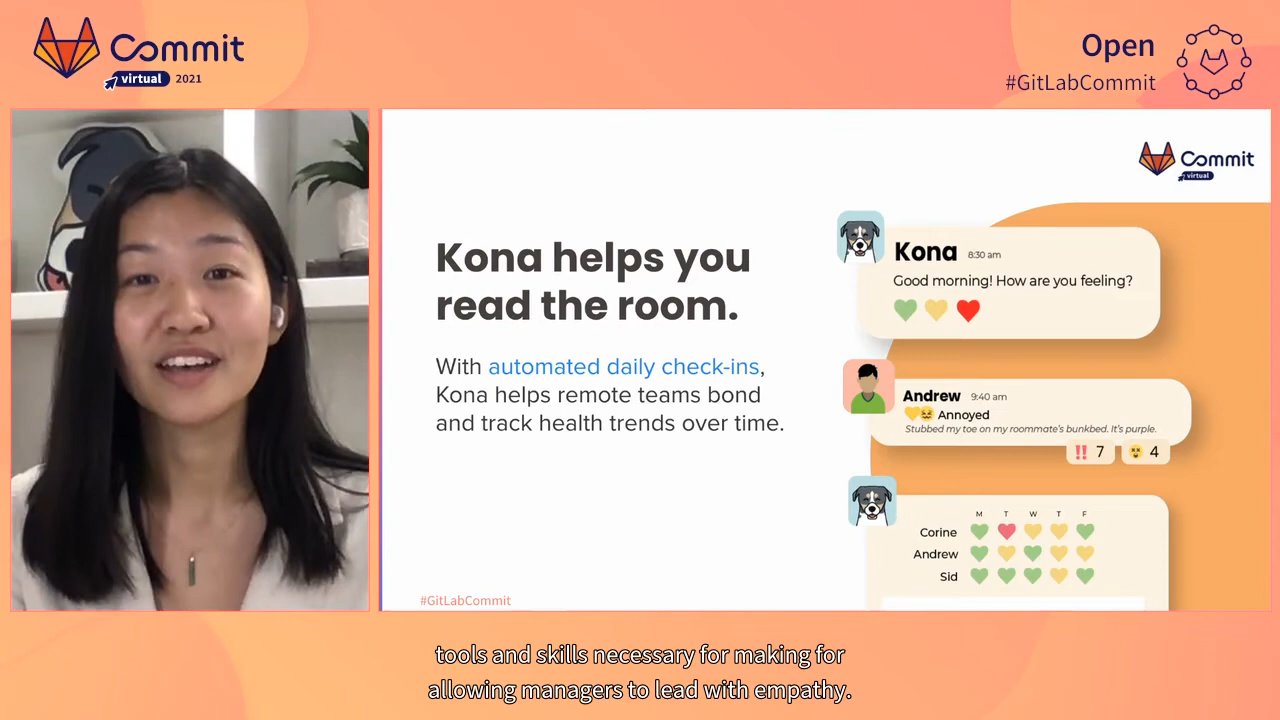 Commit
virtual 2021
Open
#GitLabCommit
Commit
virtual
Kona helps you
read the room.
With automated daily check-ins,
Kona helps remote teams bond
and track health trends over time.
Kona 8:30 am
Good morning! How are you feeling?
Andrew 9:40 am
Annoyed
Stubbed my toe on my roommate's bunkbed. It's purple.
7 4
M T W T F
Corine
Andrew
Sid
#GitLabCommit
tools and skills necessary for making for
allowing managers to lead with empathy.